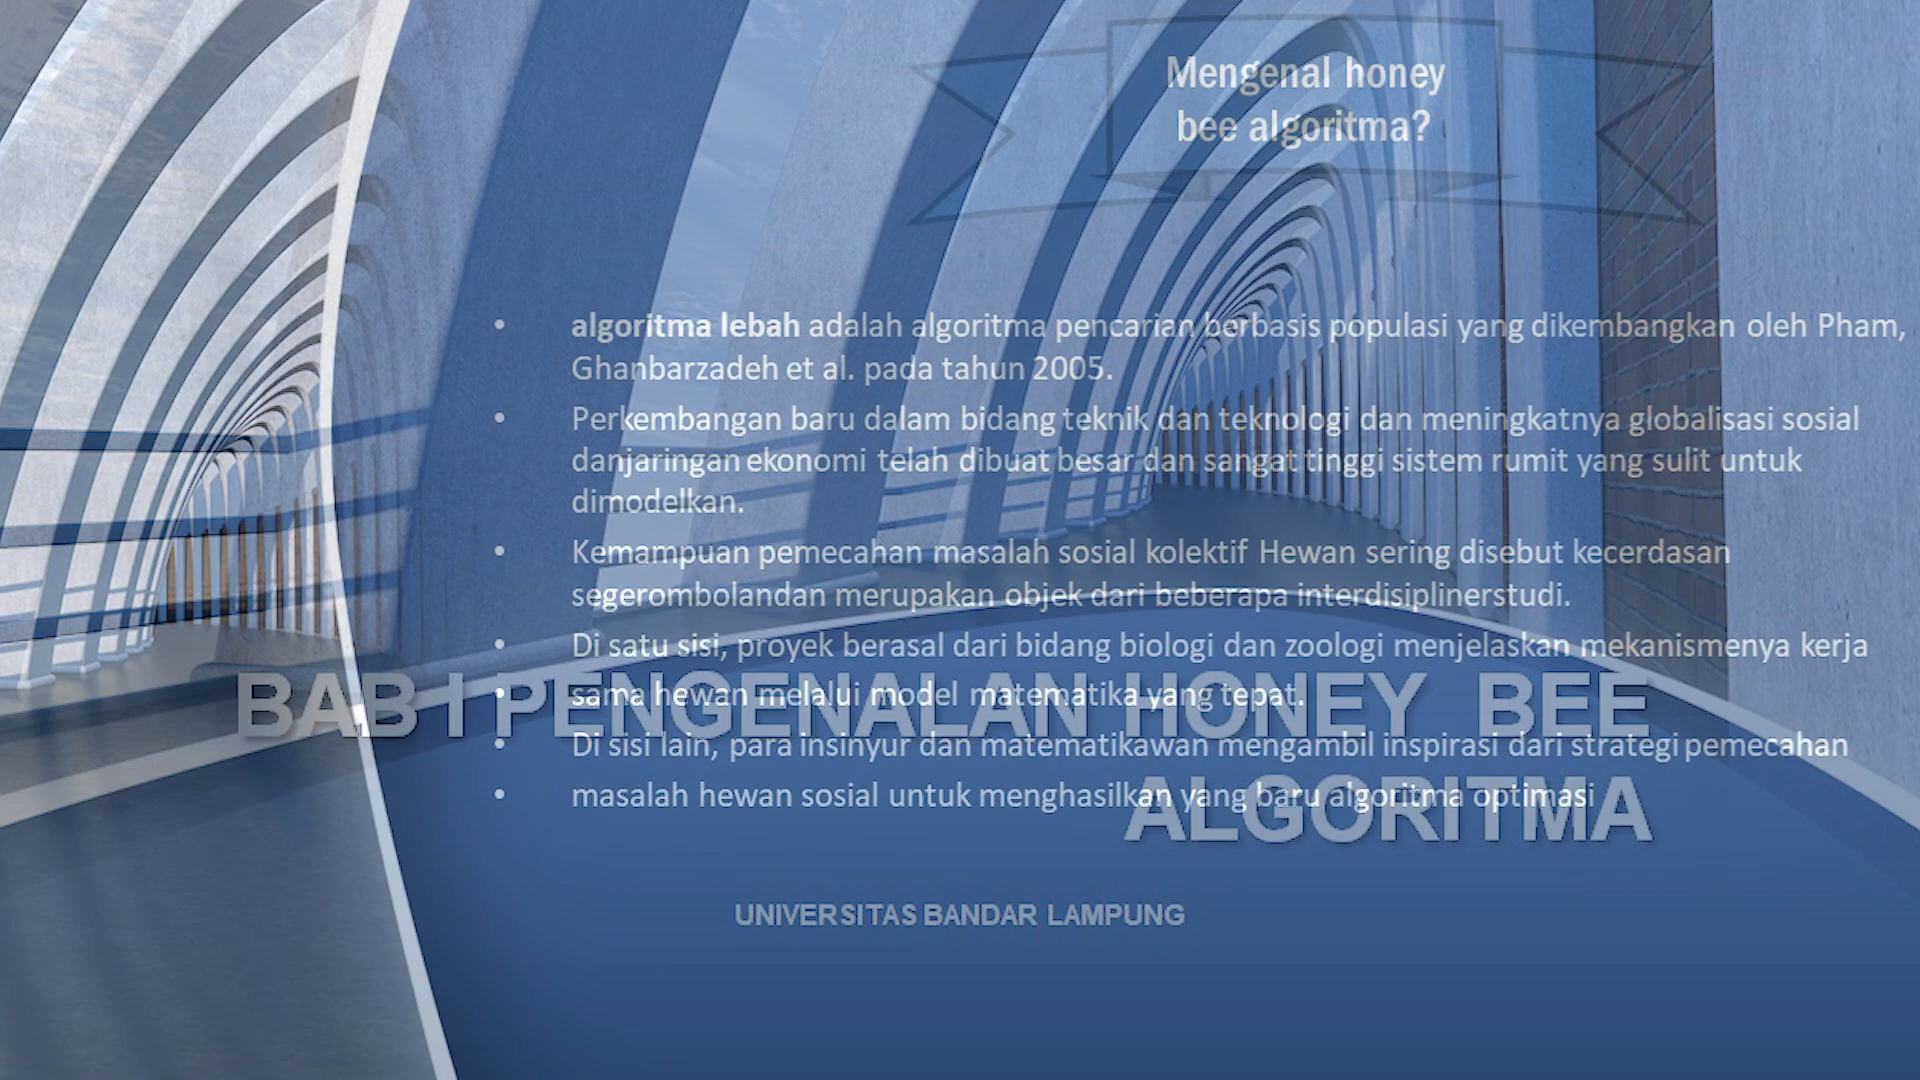 Mengenal honey
bee algoritma?
• algoritma lebah adalah algoritma pencarian berbasis populasi yang dikembangkan oleh Pham,
Ghanbarzadeh et al. pada tahun 2005.
• Perkembangan baru dalam bidang teknik dan teknologi dan meningkatnya globalisasi sosial
danjaringan ekonomi telah dibuat besar dan sangat tinggi sistem rumit yang sulit untuk
dimodelkan.
• Kemampuan pemecahan masalah sosial kolektif Hewan sering disebut kecerdasan
segerombolandan merupakan objek dari beberapa interdisiplinerstudi.
• Di satu sisi, proyek berasal dari bidang biologi dan zoologi menjelaskan mekanismenya kerja
• sama hewan melalui model matematika yang tepat.
• Di sisi lain, para insinyur dan matematikawan mengambil inspirasi dari strategi pemecahan
• masalah hewan sosial untuk menghasilkan yang baru algoritma optimasi
BAB I PENGENALAN HONEY BEE
ALGORITMA
UNIVERSITAS BANDAR LAMPUNG